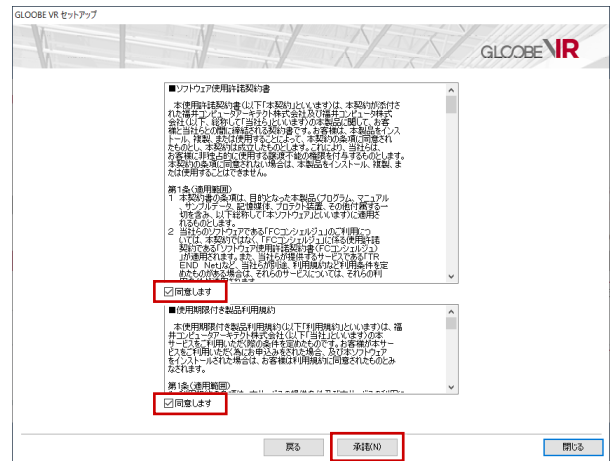 GLOOBE VR セットアップ
GLOOBE VR
■ソフトウェア使用許諾契約書
本使用許諾契約書(以下「本契約」といいます)は、本契約が添付さ
れた福井コンピュータアーキテクト株式会社及び福井コンピュータ株式
会社(以下、総称して「当社ら」といいます)の本製品に関して、お客
様と当社らとの間に締結される契約書です。お客様は、本製品をインス
トール、複製、または使用することによって、本契約の条項に同意され
たものとし、本契約は成立したものとします。これにより、当社らは、
お客様に非独占的に使用する譲渡不能の権限を付与するものとします。
本契約の条項に同意されない場合は、本製品をインストール、複製、ま
たは使用することはできません。
第1条(適用範囲)
1 本契約書の条項は、目的となった本製品(プログラム、マニュアル
、サンプルデータ、記憶媒体、プロテクト装置、その他付属する一
切を含み、以下総称して「本ソフトウェア」といいます)に適用さ
れるものとします。
2 当社らのソフトウェアである「FCコンシェルジュ」のご利用につ
いては、本契約ではなく、「FCコンシェルジュ」に係る使用許諾
契約である「ソフトウェア使用許諾契約書(FCコンシェルジュ)
」が適用されます。また、当社らが提供するサービスである「TR
END Net」など、当社らが別途、利用規約など利用条件を定
めたものがある場合は、それらのサービスについては、それらの利
☑同意します
■使用期限付き製品利用規約
本使用期限付き製品利用規約(以下「利用規約」といいます)は、福
井コンピュータアーキテクト株式会社(以下「当社」といいます)が本サ
ービスをご利用いただく際の条件を定めたものです。お客様が本サー
ビスをご利用いただく為にお申込みをされた場合、及び本ソフトウェア
をインストールされた場合は、お客様は利用規約に同意されたものとみ
なされます。
第1条(適用範囲)
☑同意します
戻る
承諾(N)
閉じる